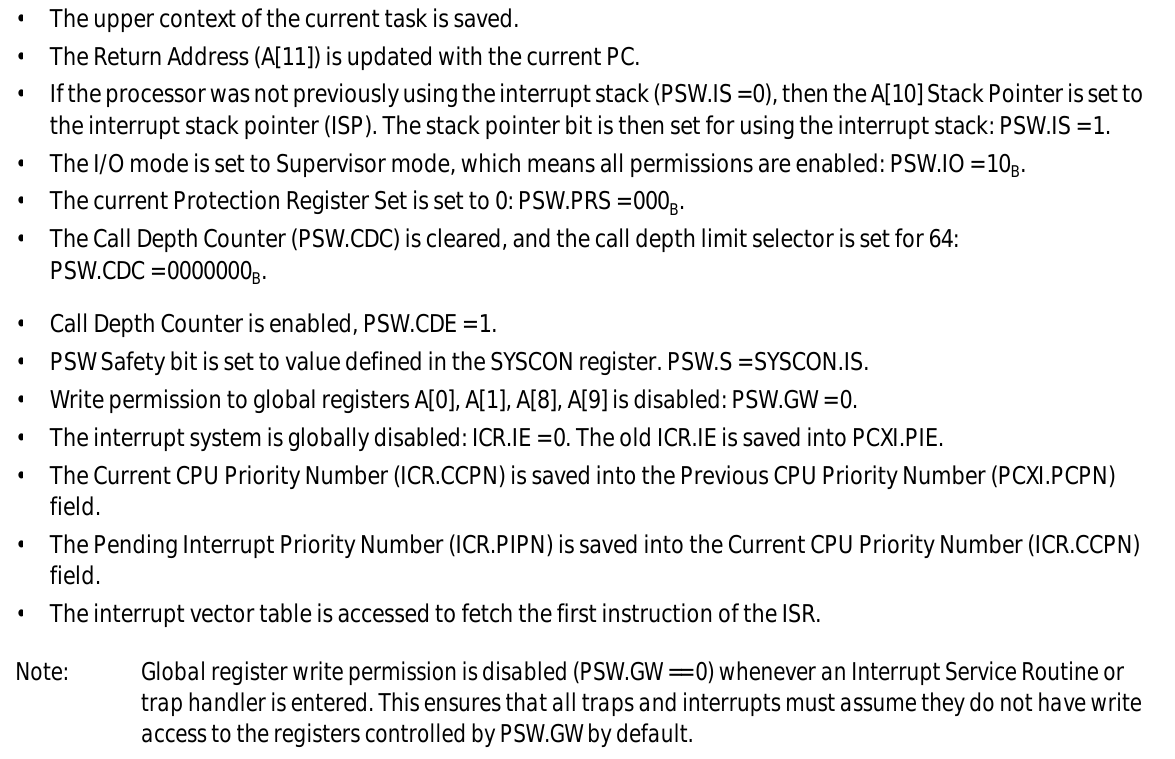 • The upper context of the current task is saved.
• The Return Address (A[11]) is updated with the current PC.
• If the processor was not previously using the interrupt stack (PSW.IS =0), then the A[10] Stack Pointer is set to
the interrupt stack pointer (ISP). The stack pointer bit is then set for using the interrupt stack: PSW.IS =1.
• The I/O mode is set to Supervisor mode, which means all permissions are enabled: PSW.IO =10B.
• The current Protection Register Set is set to 0: PSW.PRS =000B.
• The Call Depth Counter (PSW.CDC) is cleared, and the call depth limit selector is set for 64:
PSW.CDC =0000000B.
• Call Depth Counter is enabled, PSW.CDE =1.
• PSW Safety bit is set to value defined in the SYSCON register. PSW.S =SYSCON.IS.
• Write permission to global registers A[0], A[1], A[8], A[9] is disabled: PSW.GW =0.
• The interrupt system is globally disabled: ICR.IE =0. The old ICR.IE is saved into PCXI.PIE.
• The Current CPU Priority Number (ICR.CCPN) is saved into the Previous CPU Priority Number (PCXI.PCPN)
field.
• The Pending Interrupt Priority Number (ICR.PIPN) is saved into the Current CPU Priority Number (ICR.CCPN)
field.
• The interrupt vector table is accessed to fetch the first instruction of the ISR.
Note: Global register write permission is disabled (PSW.GW ==0) whenever an Interrupt Service Routine or
trap handler is entered. This ensures that all traps and interrupts must assume they do not have write
access to the registers controlled by PSW.GW by default.